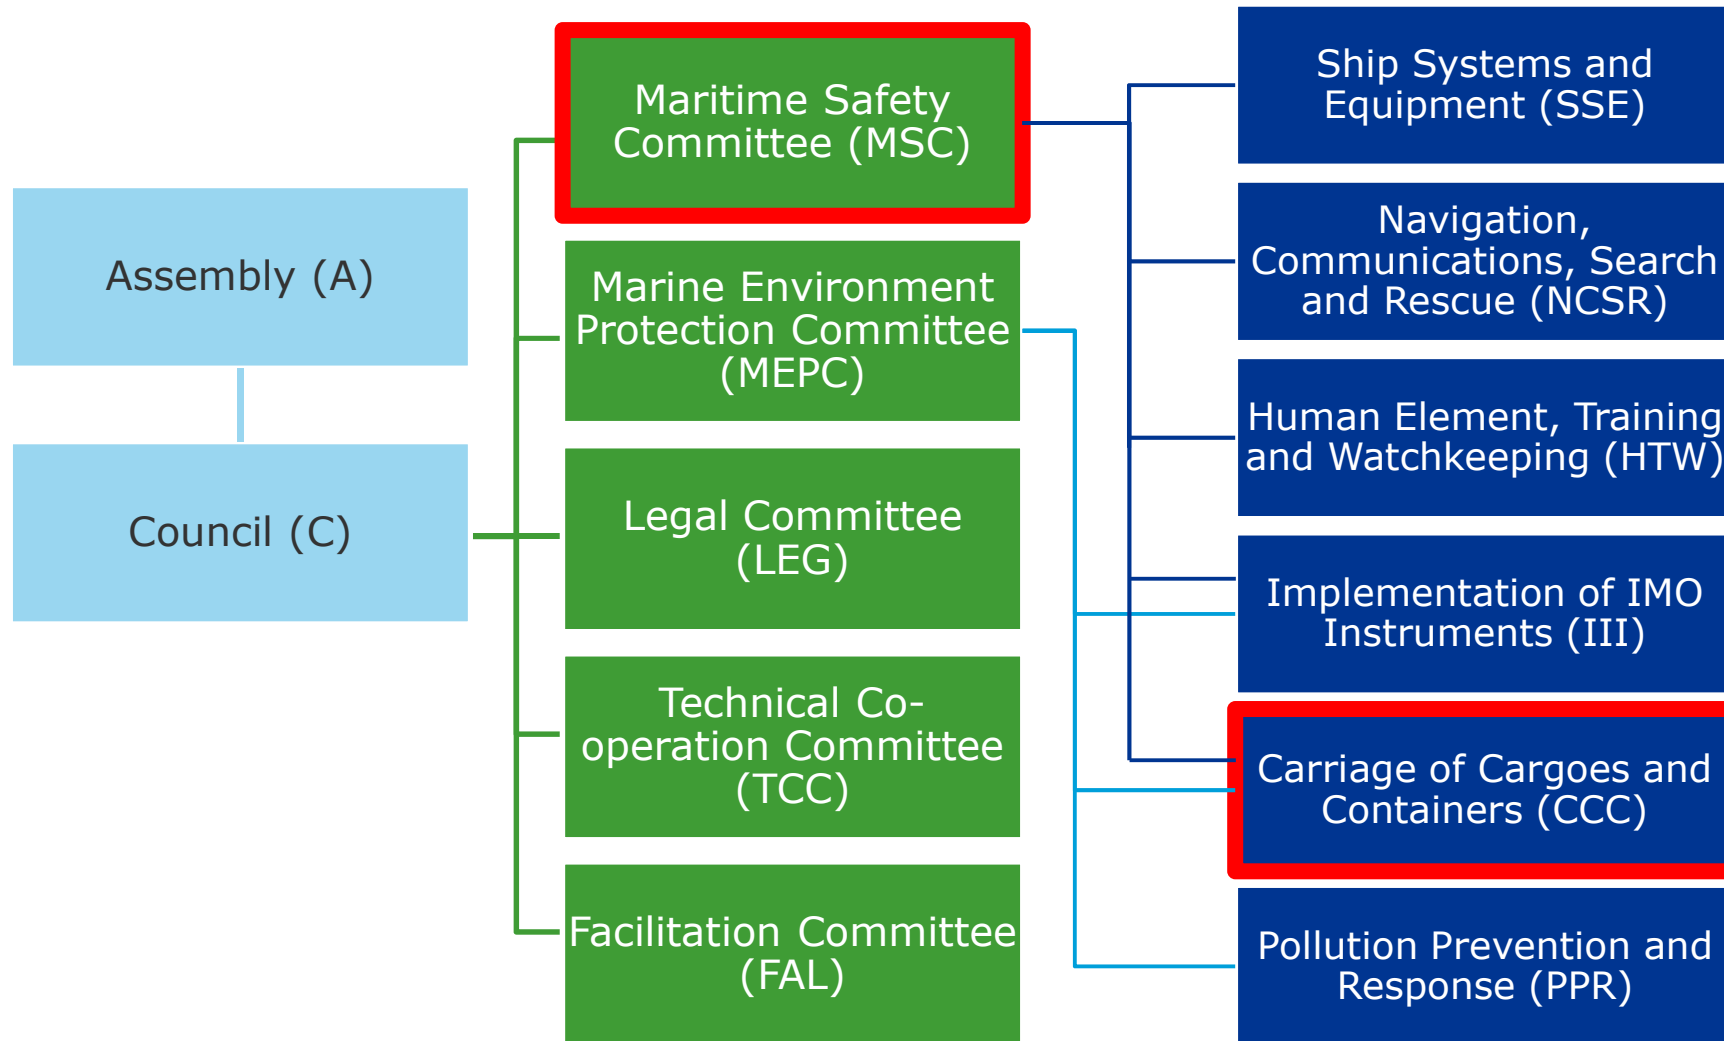 Assembly (A)
Council (C)
Maritime Safety
Committee (MSC)
Marine Environment
Protection Committee
(MEPC)
Legal Committee
(LEG)
Technical Co-
operation Committee
(TCC)
Facilitation Committee
(FAL)
Ship Systems and
Equipment (SSE)
Navigation,
Communications, Search
and Rescue (NCSR)
Human Element, Training
and Watchkeeping (HTW)
Implementation of IMO
Instruments (III)
Carriage of Cargoes and
Containers (CCC)
Pollution Prevention and
Response (PPR)